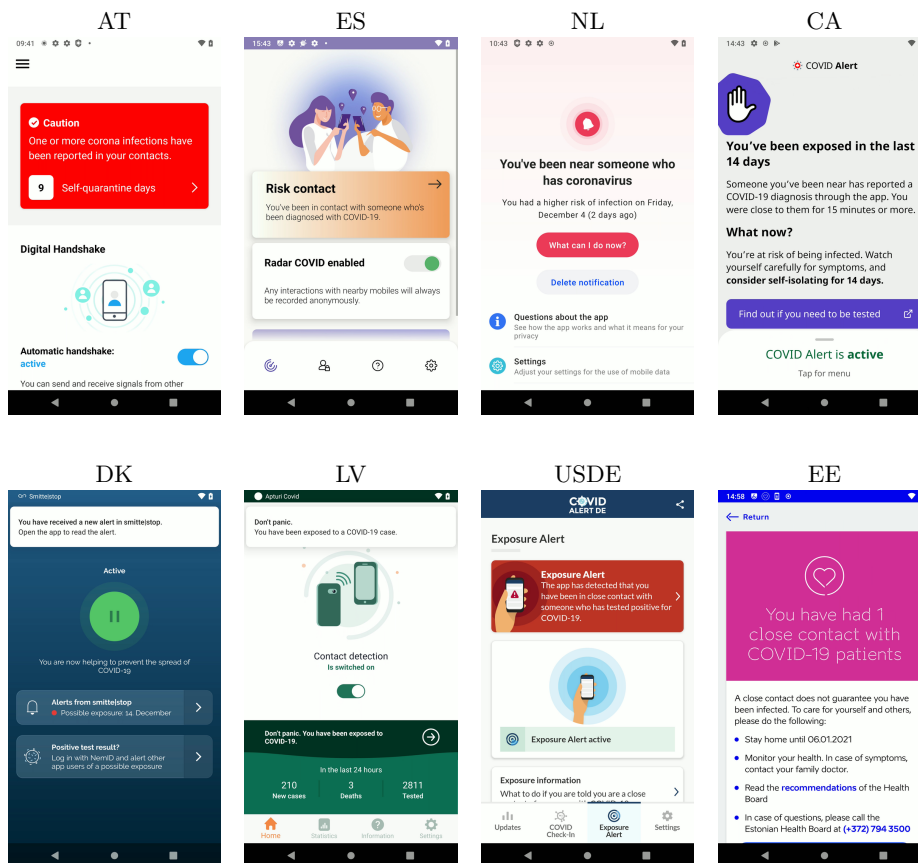 AT
09:41
Caution
One or more corona infections have
been reported in your contacts.
9 Self-quarantine days
Digital Handshake
Automatic handshake:
active
You can send and receive signals from other
ES
15:43
Risk contact
You've been in contact with someone who's
been diagnosed with COVID-19.
Radar COVID enabled
Any interactions with nearby mobiles will always
be recorded anonymously.
NL
10:43
You've been near someone who
has coronavirus
You had a higher risk of infection on Friday,
December 4 (2 days ago)
What can I do now?
Delete notification
Questions about the app
See how the app works and what it means for your
privacy
Settings
Adjust your settings for the use of mobile data
CA
14:43
COVID Alert
You've been exposed in the last
14 days
Someone you've been near has reported a
COVID-19 diagnosis through the app. You
were close to them for 15 minutes or more.
What now?
You're at risk of being infected. Watch
yourself carefully for symptoms, and
consider self-isolating for 14 days.
Find out if you need to be tested
COVID Alert is active
Tap for menu
DK
Smitte|stop
You have received a new alert in smitte|stop.
Open the app to read the alert.
Active
You are now helping to prevent the spread of
COVID-19
Alerts from smitte|stop
Possible exposure: 14. December
Positive test result?
Log in with NemID and alert other
app users of a possible exposure
LV
Apturi Covid
Don't panic.
You have been exposed to a COVID-19 case.
Contact detection
Is switched on
Don't panic. You have been exposed to
COVID-19.
In the last 24 hours
210 3 2811
New cases Deaths Tested
Home Statistics Information Settings
USDE
COVID
ALERT DE
Exposure Alert
Exposure Alert
The app has detected that you
have been in close contact with
someone who has tested positive for
COVID-19.
Exposure Alert active
Exposure information
What to do if you are told you are a close
Updates COVID Check-In Exposure Alert Settings
EE
14:58
Return
You have had 1
close contact with
COVID-19 patients
A close contact does not guarantee you have
been infected. To care for yourself and others,
please do the following:
Stay home until 06.01.2021
Monitor your health. In case of symptoms,
contact your family doctor.
Read the recommendations of the Health
Board
In case of questions, please call the
Estonian Health Board at (+372) 794 3500